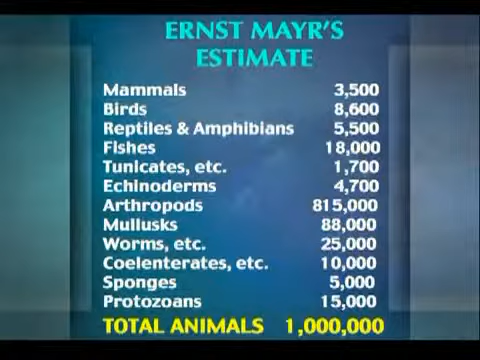 ERNST MAYR'S
ESTIMATE
Mammals 3,500
Birds 8,600
Reptiles & Amphibians 5,500
Fishes 18,000
Tunicates, etc. 1,700
Echinoderms 4,700
Arthropods 815,000
Mullusks 88,000
Worms, etc. 25,000
Coelenterates, etc. 10,000
Sponges 5,000
Protozoans 15,000
TOTAL ANIMALS 1,000,000